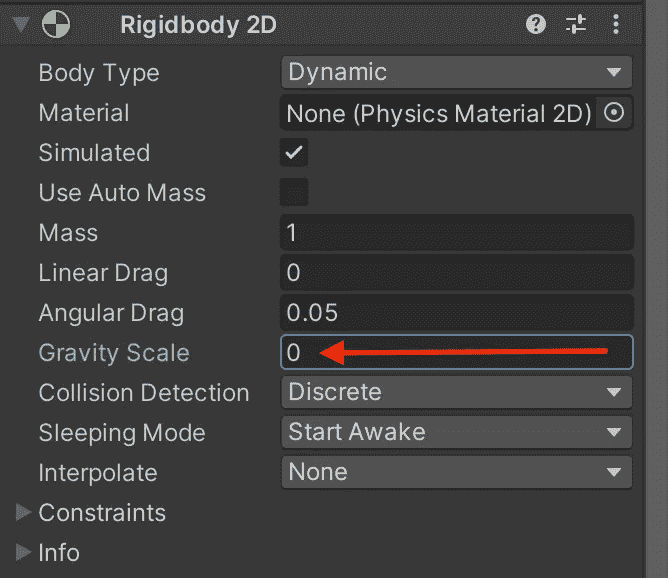 Rigidbody 2D
Body Type Dynamic
Material None (Physics Material 2D)
Simulated
Use Auto Mass
Mass 1
Linear Drag 0
Angular Drag 0.05
Gravity Scale 0
Collision Detection Discrete
Sleeping Mode Start Awake
Interpolate None
Constraints
Info